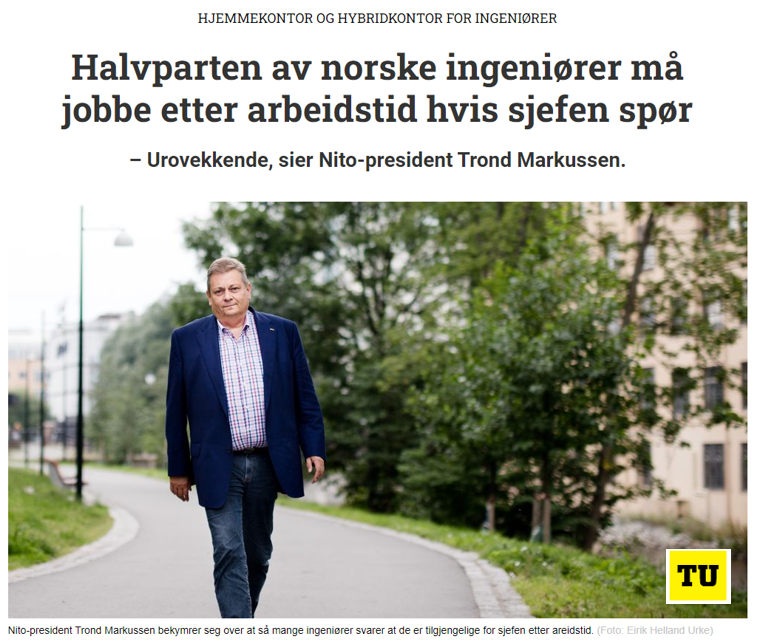 HJEMMEKONTOR OG HYBRIDKONTOR FOR INGENIØRER
Halvparten av norske ingeniører må
jobbe etter arbeidstid hvis sjefen spør
– Urovekkende, sier Nito-president Trond Markussen.
TU
Nito-president Trond Markussen bekymrer seg over at så mange ingeniører svarer at de er tilgjengelige for sjefen etter areidstid. (Foto: Eirik Helland Urke)